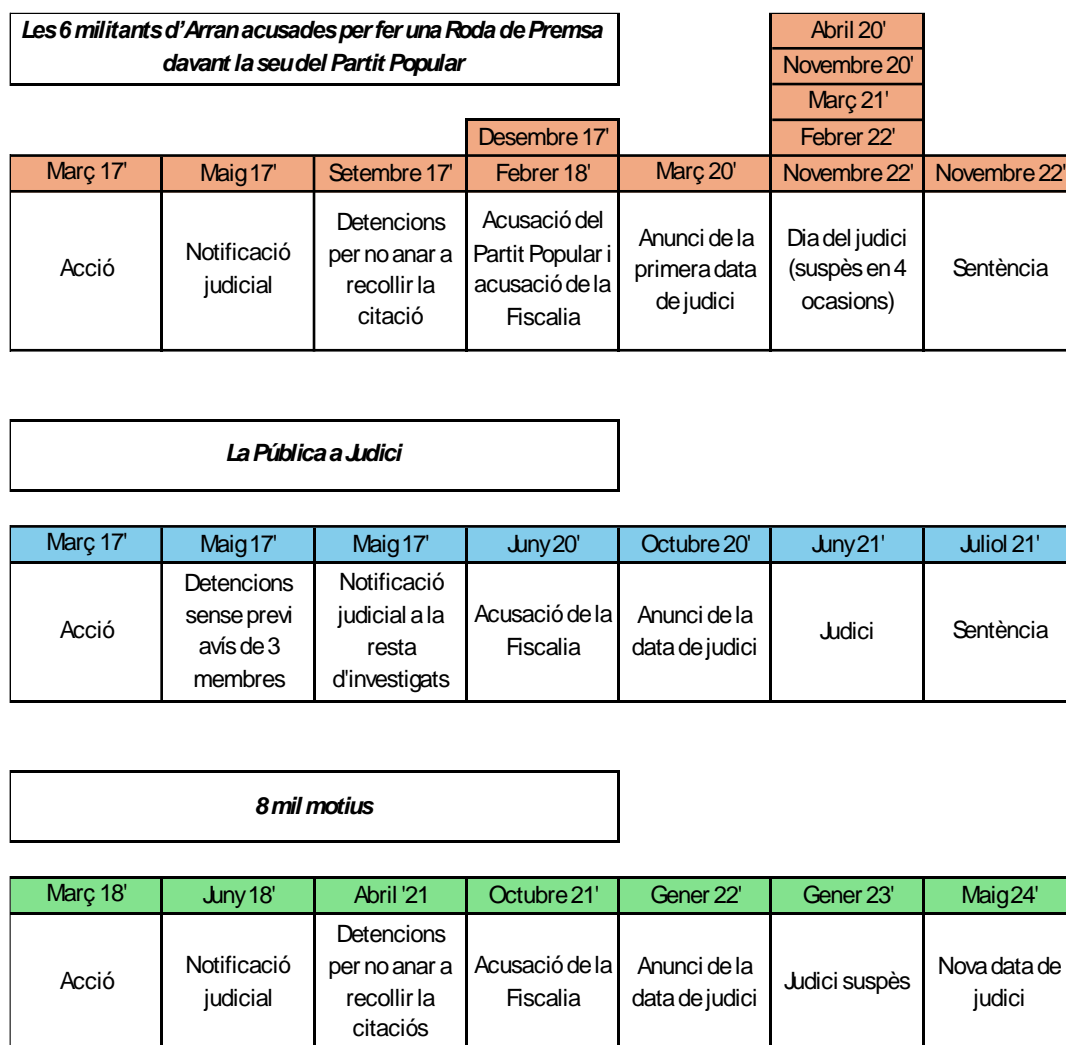 Les 6 militants d'Arran acusades per fer una Roda de Premsa
davant la seu del Partit Popular
Abril 20'
Novembre 20'
Març 21'
Desembre 17' Febrer 22'
Març 17' Maig 17' Setembre 17' Febrer 18' Març 20' Novembre 22' Novembre 22'
Acció
Notificació
judicial
Detencions
per no anar a
recollir la
citació
Acusació del
Partit Popular i
acusació de la
Fiscalia
Anunci de la
primera data
de judici
Dia del judici
(suspès en 4
ocasions)
Sentència
La Pública a Judici
Març 17' Maig 17' Maig 17' Juny 20' Octubre 20' Juny 21' Juliol 21'
Acció
Detencions
sense previ
avís de 3
membres
Notificació
judicial a la
resta
d'investigats
Acusació de la
Fiscalia
Anunci de la
data de judici
Judici
Sentència
8 mil motius
Març 18' Juny 18' Abril '21 Octubre 21' Gener 22' Gener 23' Maig 24'
Acció
Notificació
judicial
Detencions
per no anar a
recollir la
citaciós
Acusació de la
Fiscalia
Anunci de la
data de judici
Judici suspès
Nova data de
judici